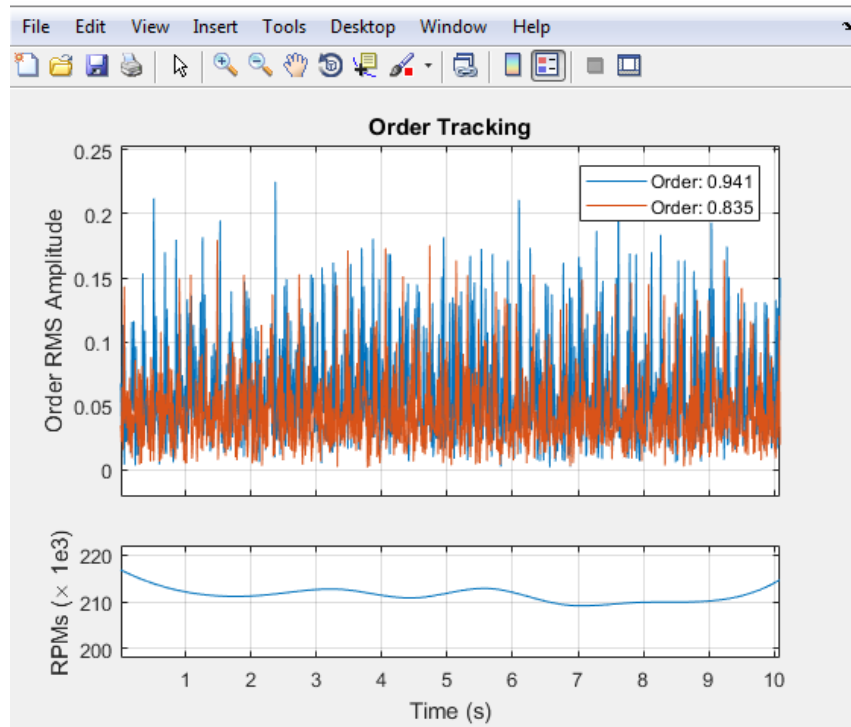 File Edit View Insert Tools Desktop Window Help
Order Tracking
Order RMS Amplitude
0.25
0.2
0.15
0.1
0.05
0
Order: 0.941
Order: 0.835
RPMs (× 1e3)
220
210
200
1 2 3 4 5 6 7 8 9 10
Time (s)